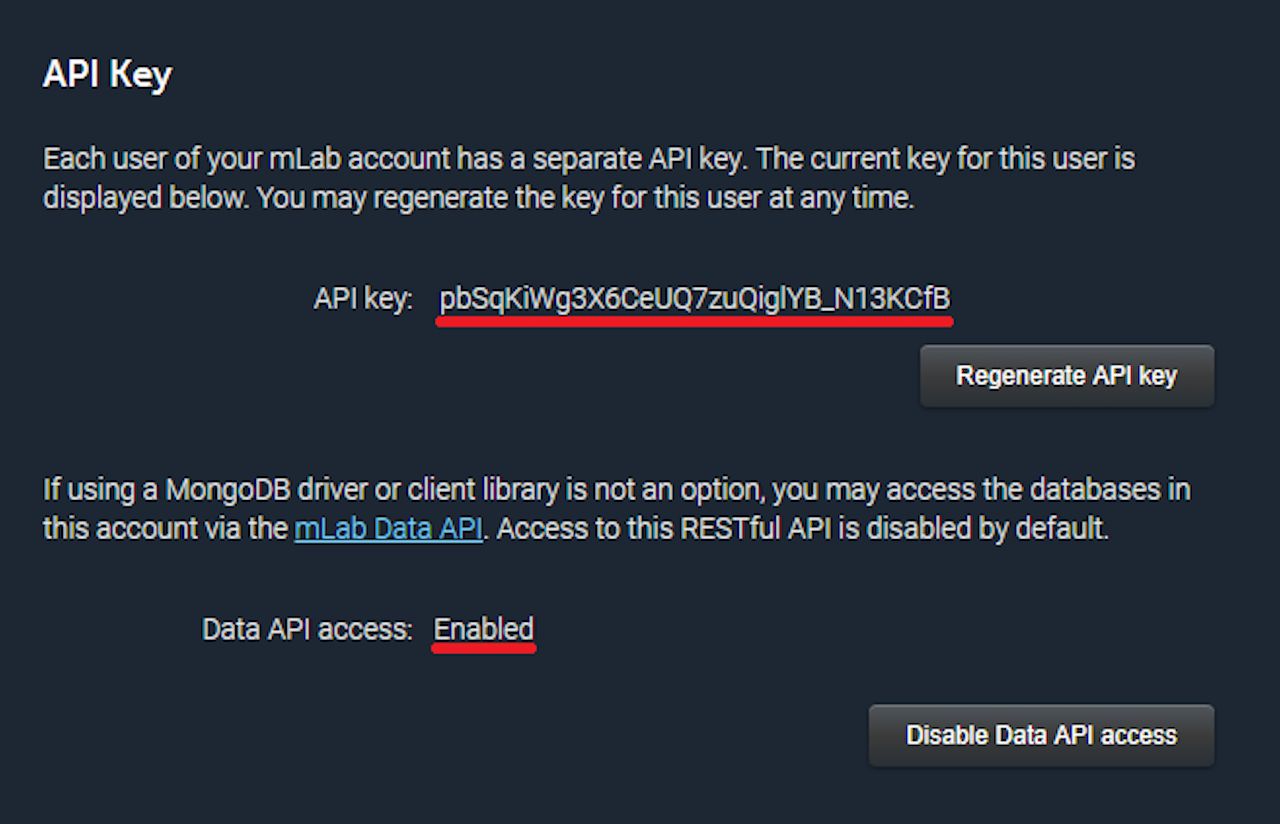 API Key
Each user of your mLab account has a separate API key. The current key for this user is
displayed below. You may regenerate the key for this user at any time.
API key: pbSqKiWg3X6CeUQ7zuQiglYB_N13KCfB
Regenerate API key
If using a MongoDB driver or client library is not an option, you may access the databases in
this account via the mLab Data API. Access to this RESTful API is disabled by default.
Data API access: Enabled
Disable Data API access